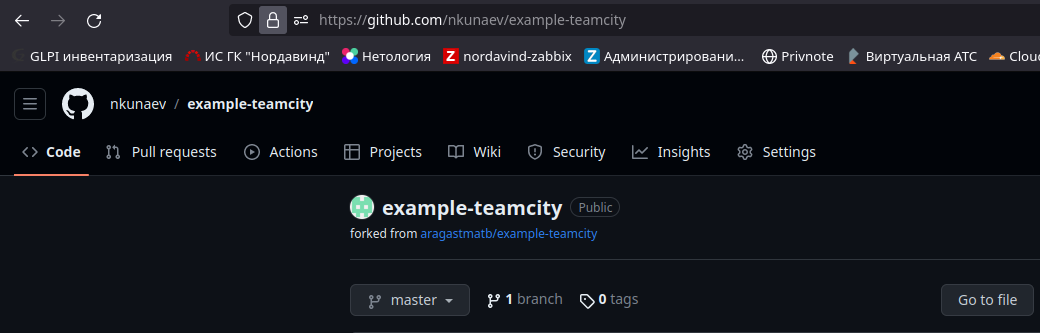 https://github.com/nkunaev/example-teamcity
GLPI инвентаризация ИС ГК "Нордавинд" Нетология Z nordavind-zabbix Z Администрировани... Privnote Виртуальная АТС Clou
nkunaev / example-teamcity
Code Pull requests Actions Projects Wiki Security Insights Settings
example-teamcity Public
forked from aragastmatb/example-teamcity
master 1 branch 0 tags Go to file